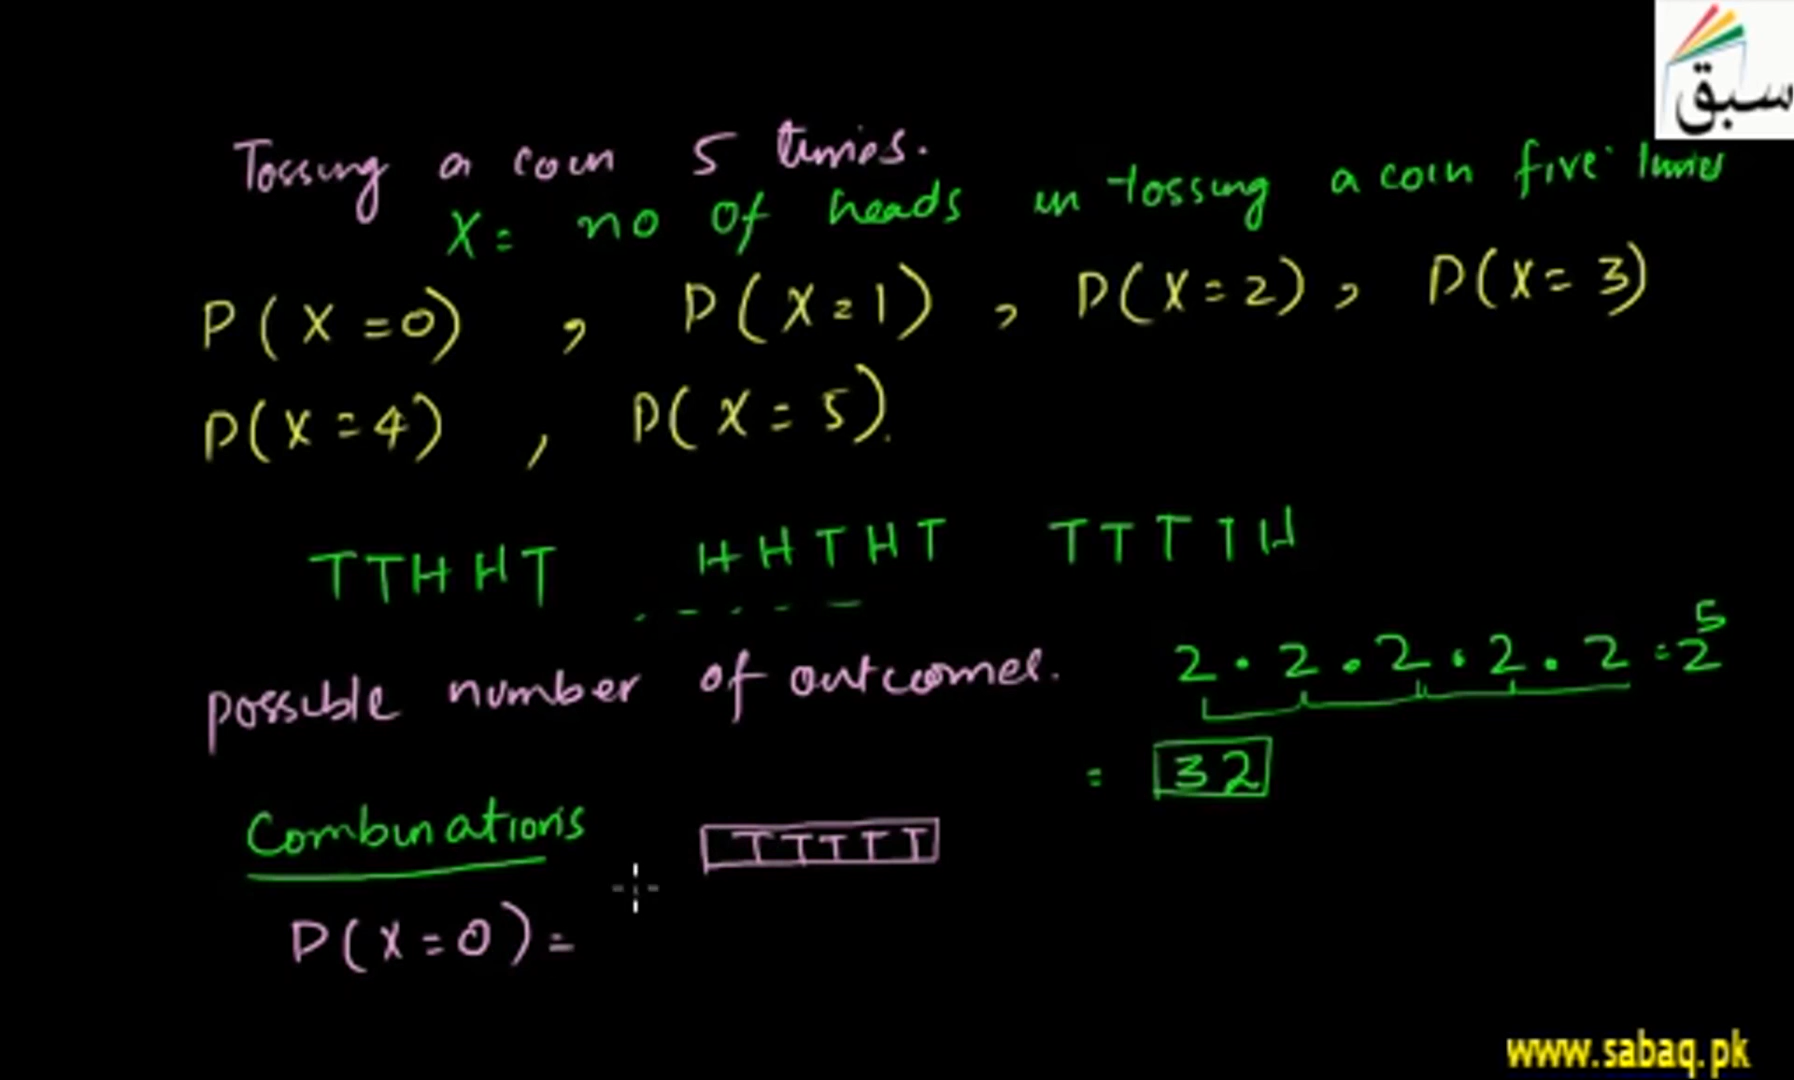 سبق
Tossing a coin 5 times.
X = no of heads in tossing a coin five times
P(X=0) , P(X=1) , P(X=2) , P(X=3)
P(X=4) , P(X=5).
TTHHT HHTHT TTTTH
. - . - -
possible number of outcomes. 2 . 2 . 2 . 2 . 2 = 2⁵
= 32
Combinations TTTTT
P(X=0) =
www.sabaq.pk